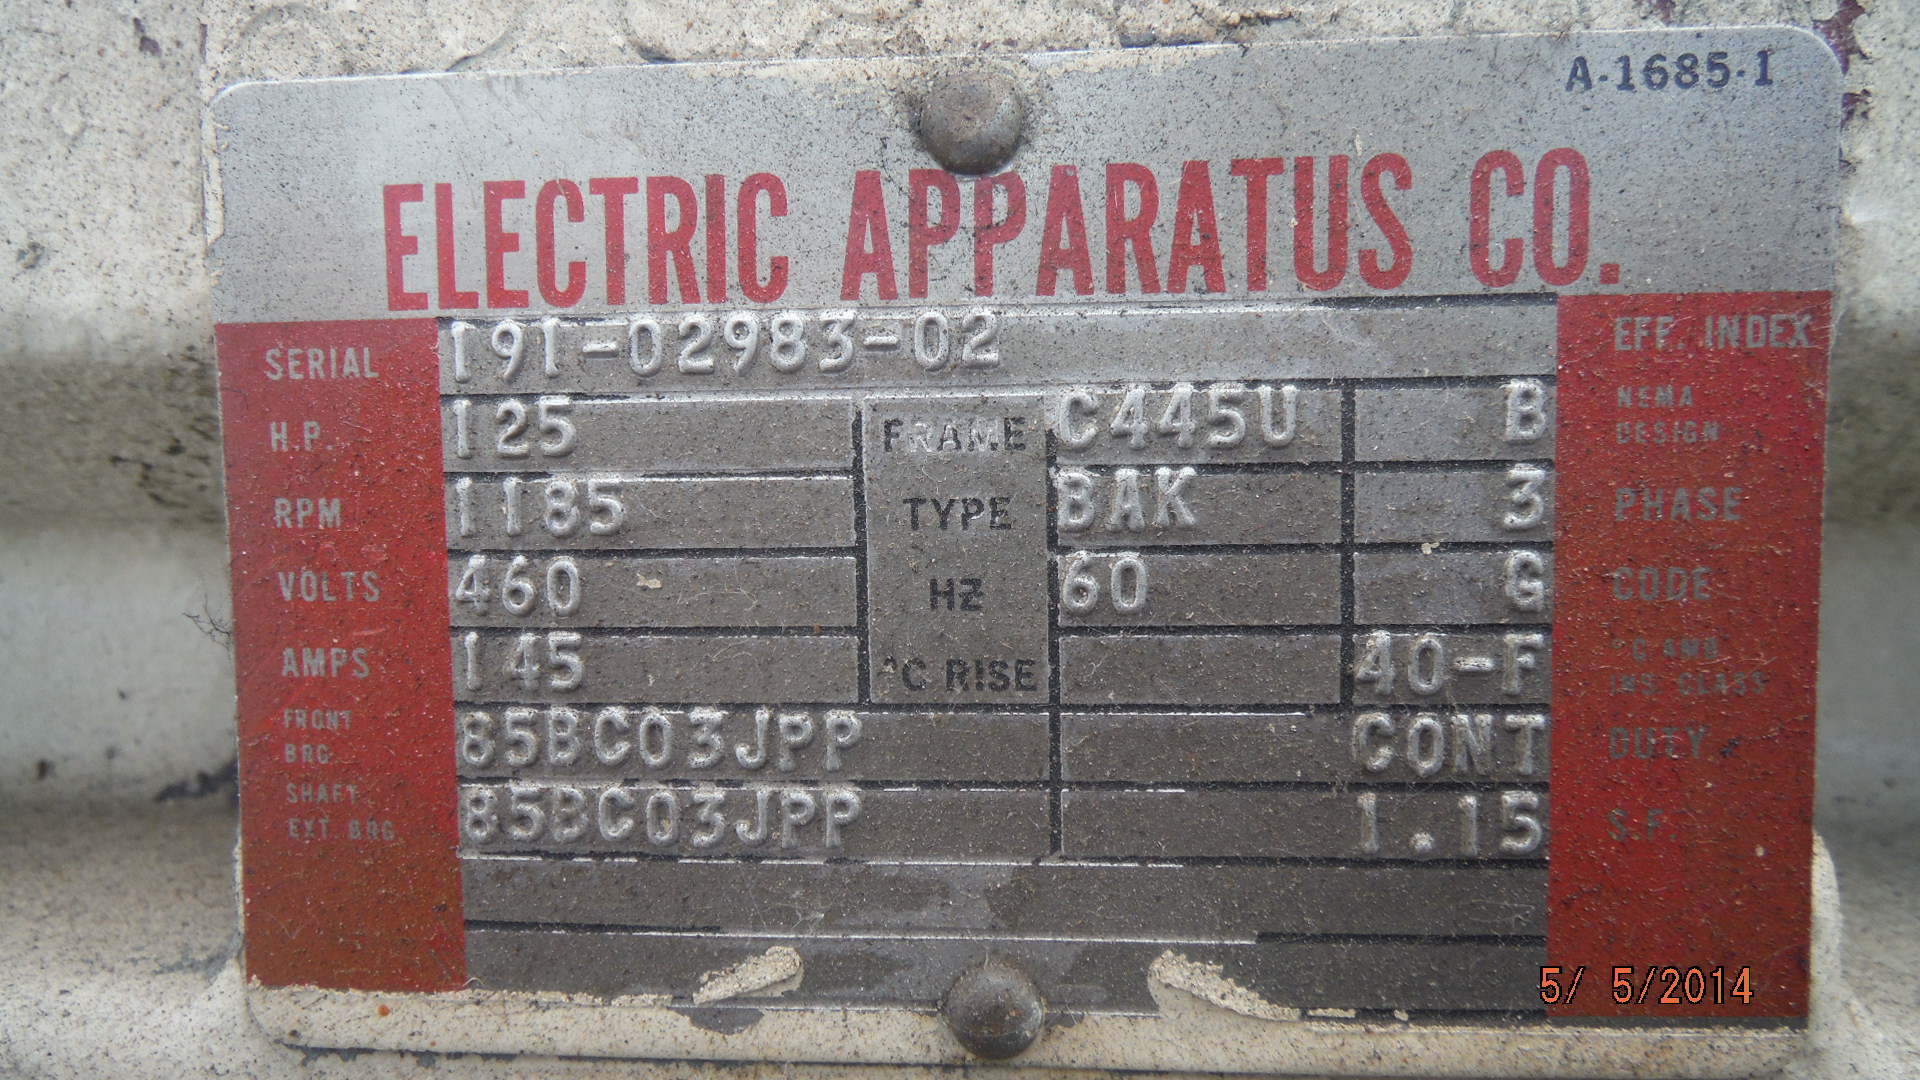 A-1685-1
ELECTRIC APPARATUS CO.
SERIAL 191-02983-02 EFF. INDEX
H.P. 125 FRAME C445U B NEMA DESIGN
RPM 1185 TYPE BAK 3 PHASE
VOLTS 460 HZ 60 G CODE
AMPS 145 °C RISE 40-F °C AMB INS. CLASS
FRONT BRG. 85BC03JPP CONT DUTY
SHAFT EXT. BRG. 85BC03JPP 1.15 S.F.
5/ 5/2014